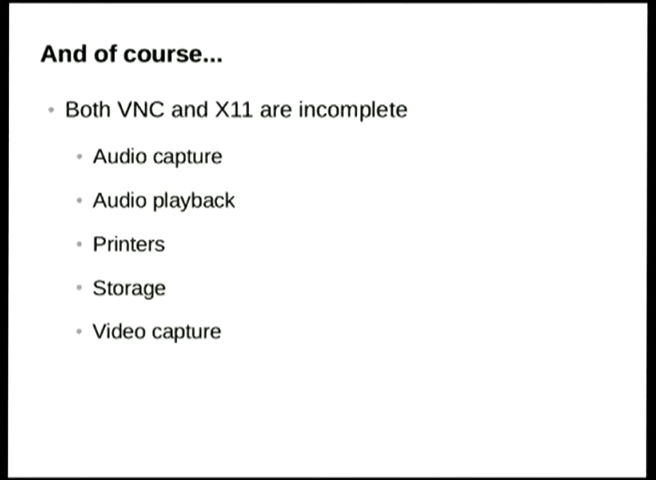 And of course...
Both VNC and X11 are incomplete
Audio capture
Audio playback
Printers
Storage
Video capture